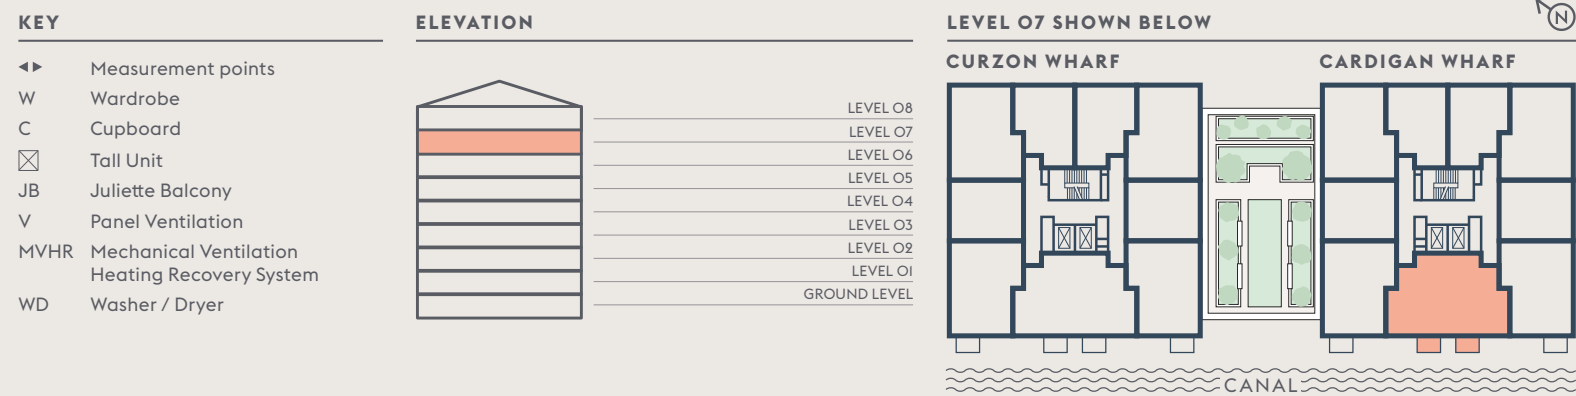 KEY
◄► Measurement points
W Wardrobe
C Cupboard
Tall Unit
JB Juliette Balcony
V Panel Ventilation
MVHR Mechanical Ventilation
Heating Recovery System
WD Washer / Dryer
ELEVATION
LEVEL 08
LEVEL 07
LEVEL 06
LEVEL 05
LEVEL 04
LEVEL 03
LEVEL 02
LEVEL 01
GROUND LEVEL
LEVEL 07 SHOWN BELOW
N
CURZON WHARF
CARDIGAN WHARF
CANAL